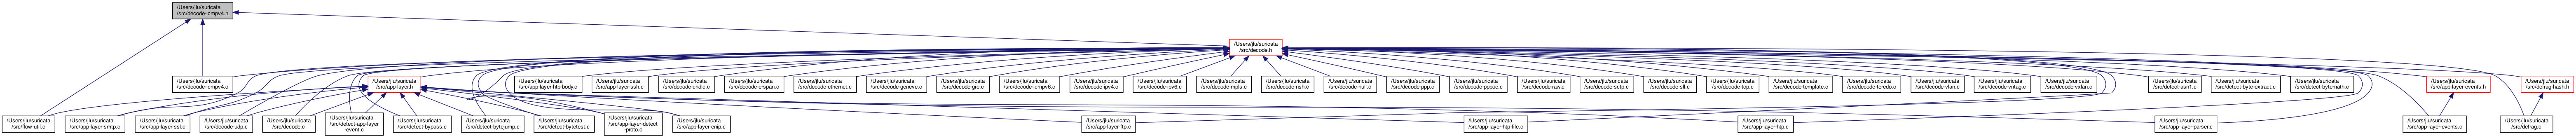 /Users/jlu/suricata
/src/decode-icmpv4.h
/Users/jlu/suricata
/src/decode.h
/Users/jlu/suricata
/src/decode-icmpv4.c
/Users/jlu/suricata
/src/app-layer.h
/Users/jlu/suricata
/src/app-layer-htp-body.c
/Users/jlu/suricata
/src/app-layer-ssh.c
/Users/jlu/suricata
/src/decode-chdlc.c
/Users/jlu/suricata
/src/decode-erspan.c
/Users/jlu/suricata
/src/decode-ethernet.c
/Users/jlu/suricata
/src/decode-geneve.c
/Users/jlu/suricata
/src/decode-gre.c
/Users/jlu/suricata
/src/decode-icmpv6.c
/Users/jlu/suricata
/src/decode-ipv4.c
/Users/jlu/suricata
/src/decode-ipv6.c
/Users/jlu/suricata
/src/decode-mpls.c
/Users/jlu/suricata
/src/decode-nsh.c
/Users/jlu/suricata
/src/decode-null.c
/Users/jlu/suricata
/src/decode-ppp.c
/Users/jlu/suricata
/src/decode-pppoe.c
/Users/jlu/suricata
/src/decode-raw.c
/Users/jlu/suricata
/src/decode-sctp.c
/Users/jlu/suricata
/src/decode-sll.c
/Users/jlu/suricata
/src/decode-tcp.c
/Users/jlu/suricata
/src/decode-template.c
/Users/jlu/suricata
/src/decode-teredo.c
/Users/jlu/suricata
/src/decode-vlan.c
/Users/jlu/suricata
/src/decode-vntag.c
/Users/jlu/suricata
/src/decode-vxlan.c
/Users/jlu/suricata
/src/detect-asn1.c
/Users/jlu/suricata
/src/detect-byte-extract.c
/Users/jlu/suricata
/src/detect-bytemath.c
/Users/jlu/suricata
/src/app-layer-events.h
/Users/jlu/suricata
/src/defrag-hash.h
/Users/jlu/suricata
/src/flow-util.c
/Users/jlu/suricata
/src/app-layer-smtp.c
/Users/jlu/suricata
/src/app-layer-ssl.c
/Users/jlu/suricata
/src/decode-udp.c
/Users/jlu/suricata
/src/decode.c
/Users/jlu/suricata
/src/detect-app-layer
-event.c
/Users/jlu/suricata
/src/detect-bypass.c
/Users/jlu/suricata
/src/detect-bytejump.c
/Users/jlu/suricata
/src/detect-bytetest.c
/Users/jlu/suricata
/src/app-layer-detect
-proto.c
/Users/jlu/suricata
/src/app-layer-enip.c
/Users/jlu/suricata
/src/app-layer-ftp.c
/Users/jlu/suricata
/src/app-layer-htp-file.c
/Users/jlu/suricata
/src/app-layer-htp.c
/Users/jlu/suricata
/src/app-layer-parser.c
/Users/jlu/suricata
/src/app-layer-events.c
/Users/jlu/suricata
/src/defrag.c